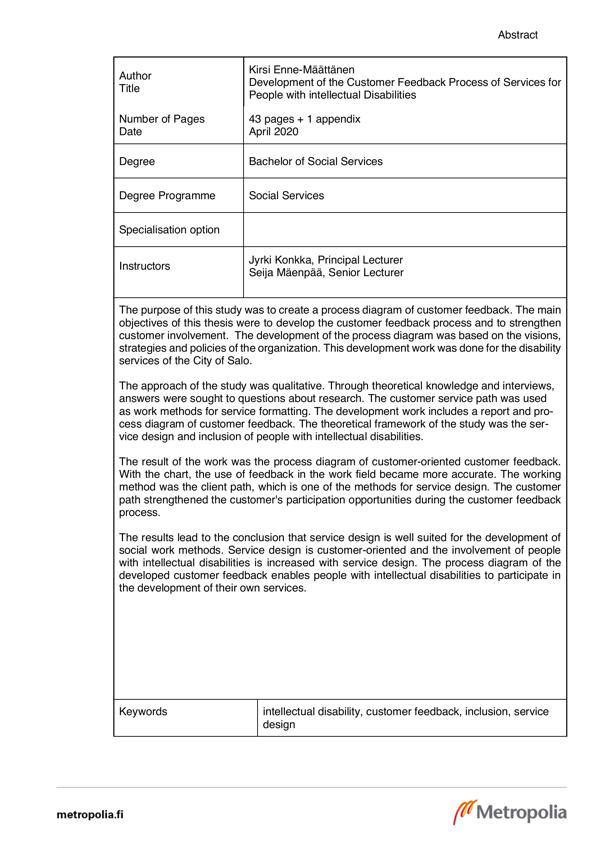 Abstract
Author
Title
Kirsi Enne-Määttänen
Development of the Customer Feedback Process of Services for
People with intellectual Disabilities
Number of Pages
Date
43 pages + 1 appendix
April 2020
Degree
Bachelor of Social Services
Degree Programme
Social Services
Specialisation option
Instructors
Jyrki Konkka, Principal Lecturer
Seija Mäenpää, Senior Lecturer
The purpose of this study was to create a process diagram of customer feedback. The main
objectives of this thesis were to develop the customer feedback process and to strengthen
customer involvement. The development of the process diagram was based on the visions,
strategies and policies of the organization. This development work was done for the disability
services of the City of Salo.
The approach of the study was qualitative. Through theoretical knowledge and interviews,
answers were sought to questions about research. The customer service path was used
as work methods for service formatting. The development work includes a report and pro-
cess diagram of customer feedback. The theoretical framework of the study was the ser-
vice design and inclusion of people with intellectual disabilities.
The result of the work was the process diagram of customer-oriented customer feedback.
With the chart, the use of feedback in the work field became more accurate. The working
method was the client path, which is one of the methods for service design. The customer
path strengthened the customer's participation opportunities during the customer feedback
process.
The results lead to the conclusion that service design is well suited for the development of
social work methods. Service design is customer-oriented and the involvement of people
with intellectual disabilities is increased with service design. The process diagram of the
developed customer feedback enables people with intellectual disabilities to participate in
the development of their own services.
Keywords
intellectual disability, customer feedback, inclusion, service
design
metropolia.fi
Metropolia